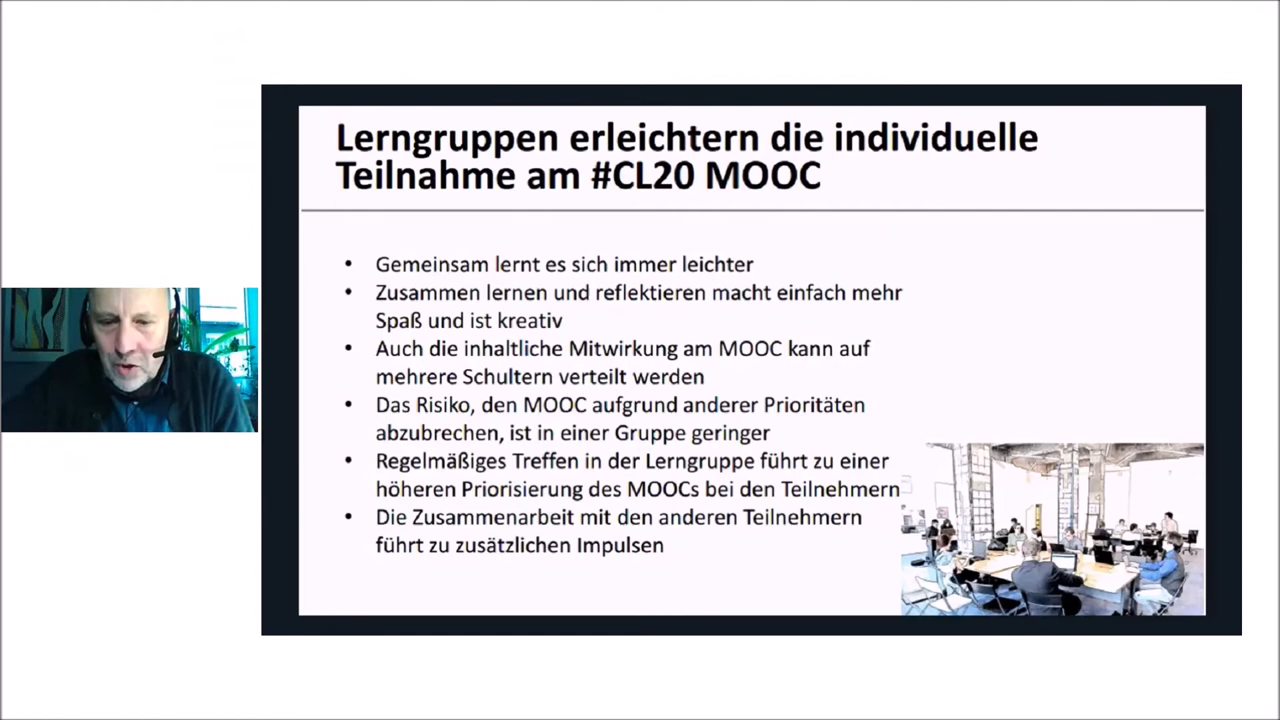 Lerngruppen erleichtern die individuelle
Teilnahme am #CL20 MOOC
• Gemeinsam lernt es sich immer leichter
• Zusammen lernen und reflektieren macht einfach mehr
Spaß und ist kreativ
• Auch die inhaltliche Mitwirkung am MOOC kann auf
mehrere Schultern verteilt werden
• Das Risiko, den MOOC aufgrund anderer Prioritäten
abzubrechen, ist in einer Gruppe geringer
• Regelmäßiges Treffen in der Lerngruppe führt zu einer
höheren Priorisierung des MOOCs bei den Teilnehmern
• Die Zusammenarbeit mit den anderen Teilnehmern
führt zu zusätzlichen Impulsen